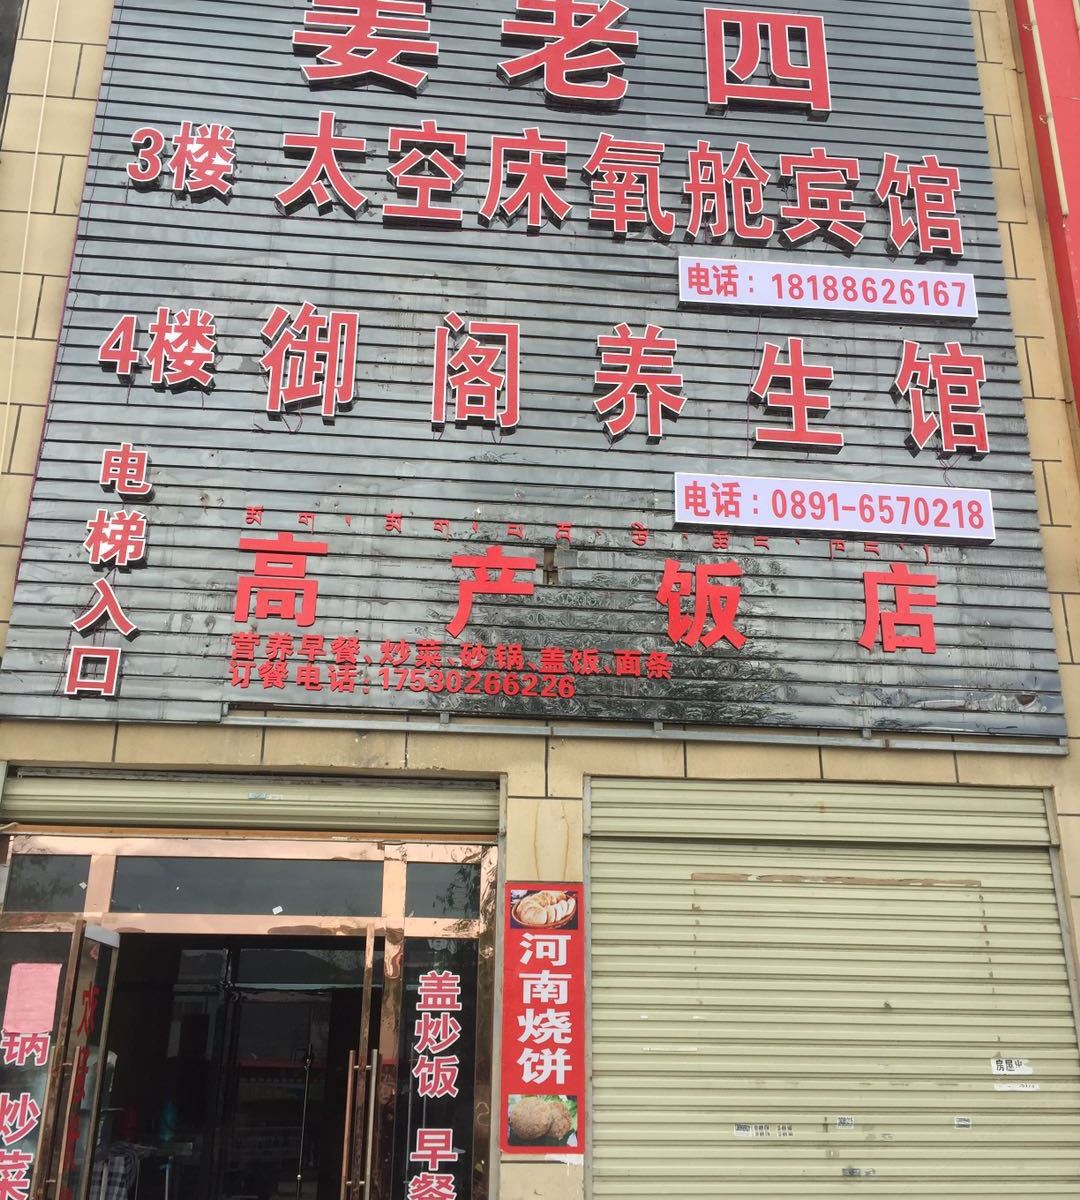 姜老四
3楼 太空床氧舱宾馆
电话：18188626167
4楼 御阁养生馆
电话：0891-6570218
电梯入口
高产饭店
营养早餐、炒菜、砂锅、盖饭、面条
订餐电话：17530266226
河南烧饼
盖炒饭 早餐
锅 炒菜